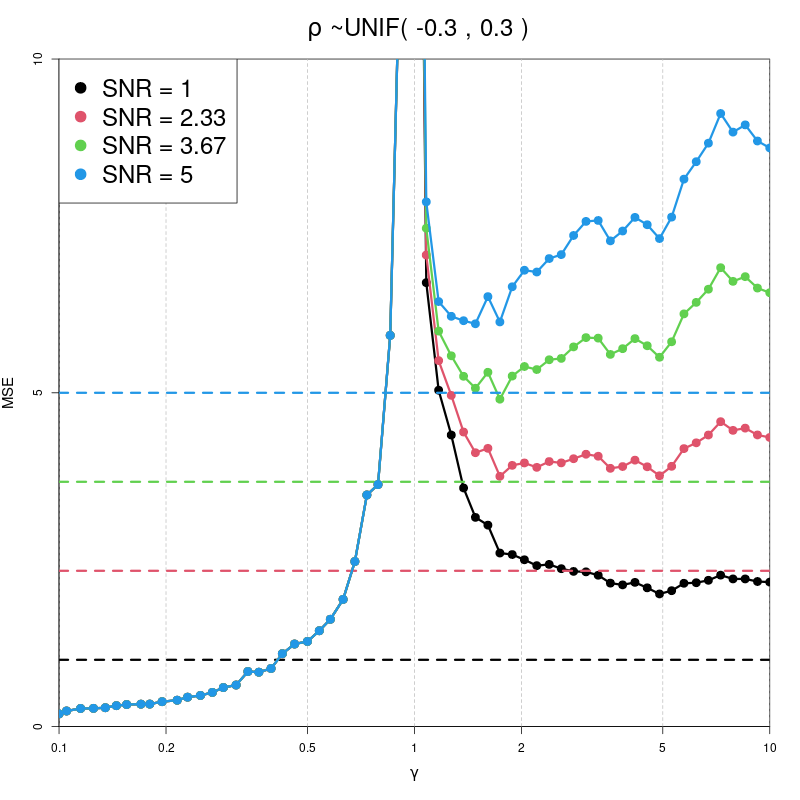 ρ ~UNIF( -0.3 , 0.3 )
10
SNR = 1
SNR = 2.33
SNR = 3.67
SNR = 5
5
MSE
0
0.1 0.2 0.5 1 2 5 10
γ